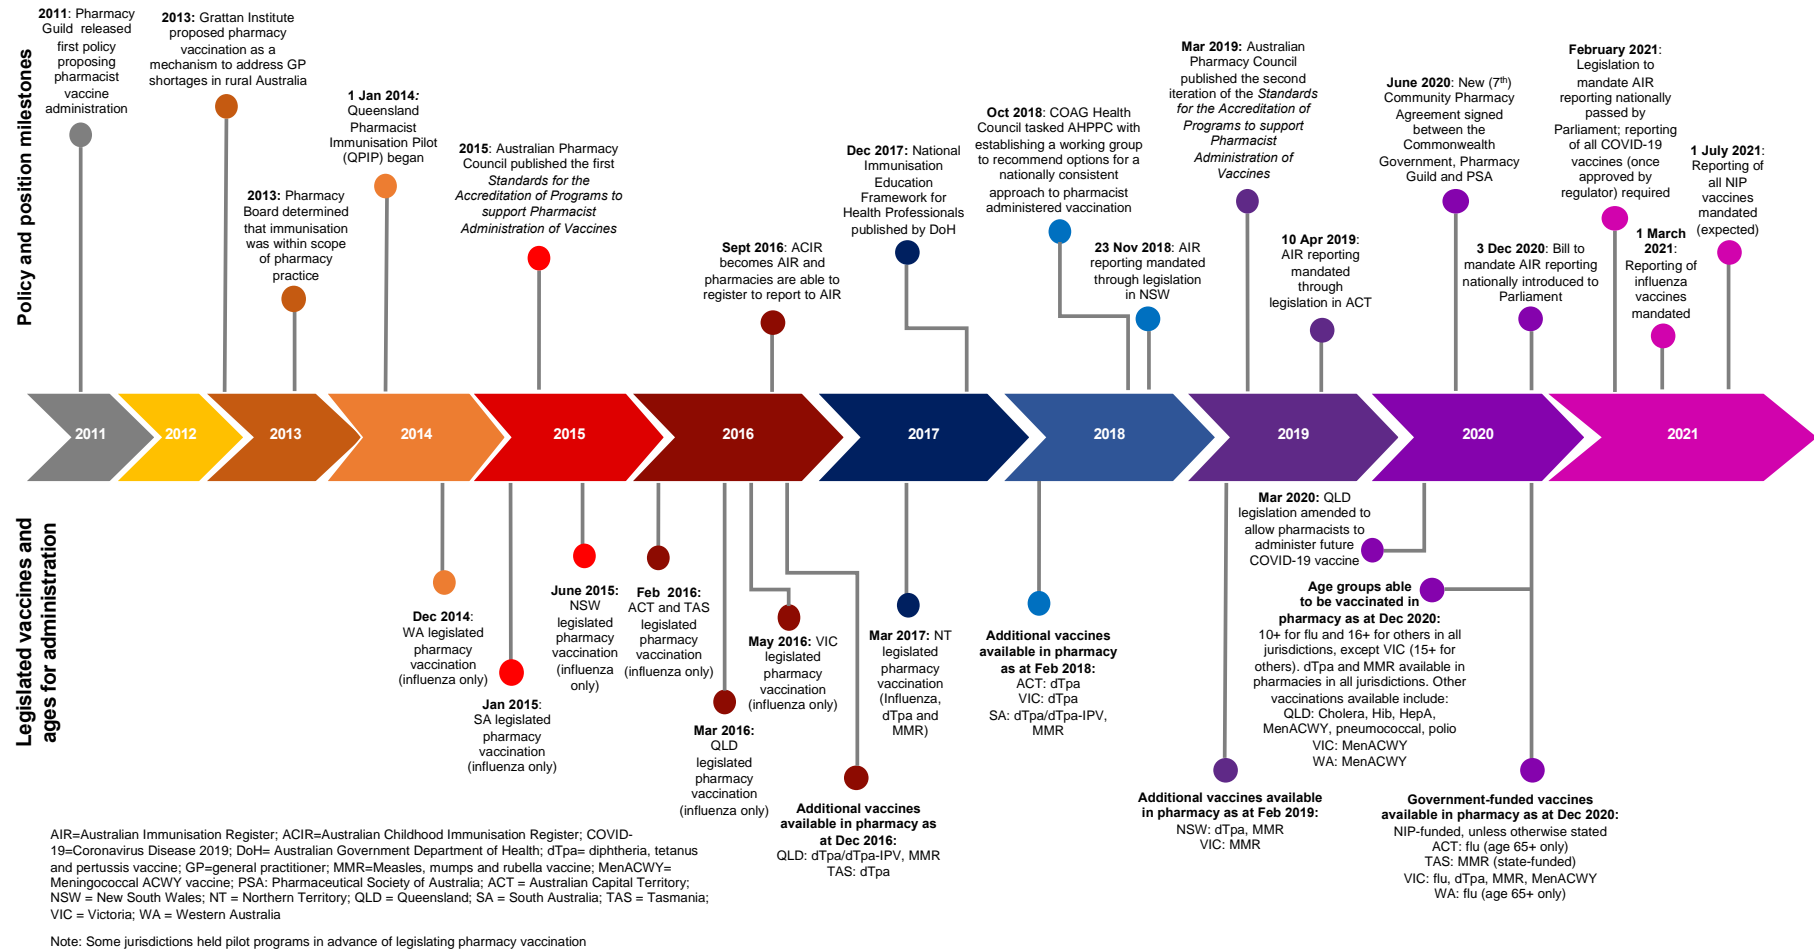 Policy and position milestones
2011: Pharmacy
Guild released
first policy
proposing
pharmacist
vaccine
administration
2013: Grattan Institute
proposed pharmacy
vaccination as a
mechanism to address GP
shortages in rural Australia
2013: Pharmacy
Board determined
that immunisation
was within scope
of pharmacy
practice
1 Jan 2014:
Queensland
Pharmacist
Immunisation Pilot
(QPIP) began
2015: Australian Pharmacy
Council published the first
Standards for the
Accreditation of Programs to
support Pharmacist
Administration of Vaccines
Sept 2016: ACIR
becomes AIR and
pharmacies are able to
register to report to AIR
Dec 2017: National
Immunisation
Education
Framework for
Health Professionals
published by DoH
Oct 2018: COAG Health
Council tasked AHPPC with
establishing a working group
to recommend options for a
nationally consistent
approach to pharmacist
administered vaccination
23 Nov 2018: AIR
reporting mandated
through legislation
in NSW
Mar 2019: Australian
Pharmacy Council
published the second
iteration of the Standards
for the Accreditation of
Programs to support
Pharmacist
Administration of
Vaccines
10 Apr 2019:
AIR reporting
mandated
through
legislation in ACT
June 2020: New (7th)
Community Pharmacy
Agreement signed
between the
Commonwealth
Government, Pharmacy
Guild and PSA
3 Dec 2020: Bill to
mandate AIR reporting
nationally introduced to
Parliament
February 2021:
Legislation to
mandate AIR
reporting nationally
passed by
Parliament; reporting
of all COVID-19
vaccines (once
approved by
regulator) required
1 March
2021:
Reporting of
influenza
vaccines
mandated
1 July 2021:
Reporting of
all NIP
vaccines
mandated
(expected)
2011
2012
2013
2014
2015
2016
2017
2018
2019
2020
2021
Legislated vaccines and
ages for administration
Dec 2014:
WA legislated
pharmacy
vaccination
(influenza only)
Jan 2015:
SA legislated
pharmacy
vaccination
(influenza only)
June 2015:
NSW
legislated
pharmacy
vaccination
(influenza
only)
Feb 2016:
ACT and TAS
legislated
pharmacy
vaccination
(influenza only)
Mar 2016:
QLD
legislated
pharmacy
vaccination
(influenza only)
May 2016: VIC
legislated
pharmacy
vaccination
(influenza only)
Additional vaccines
available in pharmacy as
at Dec 2016:
QLD: dTpa/dTpa-IPV, MMR
TAS: dTpa
Mar 2017: NT
legislated
pharmacy
vaccination
(Influenza,
dTpa and
MMR)
Additional vaccines
available in pharmacy
as at Feb 2018:
ACT: dTpa
VIC: dTpa
SA: dTpa/dTpa-IPV,
MMR
Additional vaccines available
in pharmacy as at Feb 2019:
NSW: dTpa, MMR
VIC: MMR
Mar 2020: QLD
legislation amended to
allow pharmacists to
administer future
COVID-19 vaccine
Age groups able
to be vaccinated in
pharmacy as at Dec 2020:
10+ for flu and 16+ for others in all
jurisdictions, except VIC (15+ for
others). dTpa and MMR available in
pharmacies in all jurisdictions. Other
vaccinations available include:
QLD: Cholera, Hib, HepA,
MenACWY, pneumococcal, polio
VIC: MenACWY
WA: MenACWY
Government-funded vaccines
available in pharmacy as at Dec 2020:
NIP-funded, unless otherwise stated
ACT: flu (age 65+ only)
TAS: MMR (state-funded)
VIC: flu, dTpa, MMR, MenACWY
WA: flu (age 65+ only)
AIR=Australian Immunisation Register; ACIR=Australian Childhood Immunisation Register; COVID-
19=Coronavirus Disease 2019; DoH= Australian Government Department of Health; dTpa= diphtheria, tetanus
and pertussis vaccine; GP=general practitioner; MMR=Measles, mumps and rubella vaccine; MenACWY=
Meningococcal ACWY vaccine; PSA: Pharmaceutical Society of Australia; ACT = Australian Capital Territory;
NSW = New South Wales; NT = Northern Territory; QLD = Queensland; SA = South Australia; TAS = Tasmania;
VIC = Victoria; WA = Western Australia
Note: Some jurisdictions held pilot programs in advance of legislating pharmacy vaccination